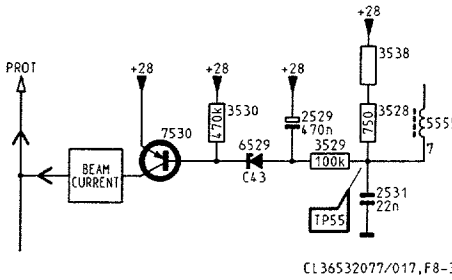 +28
+28
+28
+28
3538
PROT
7530
3530
470k
2529
470n
750
3528
7
6529
3529
BEAM
CURRENT
C43
100k
2531
22n
TP55
CL36532077/017,F8-